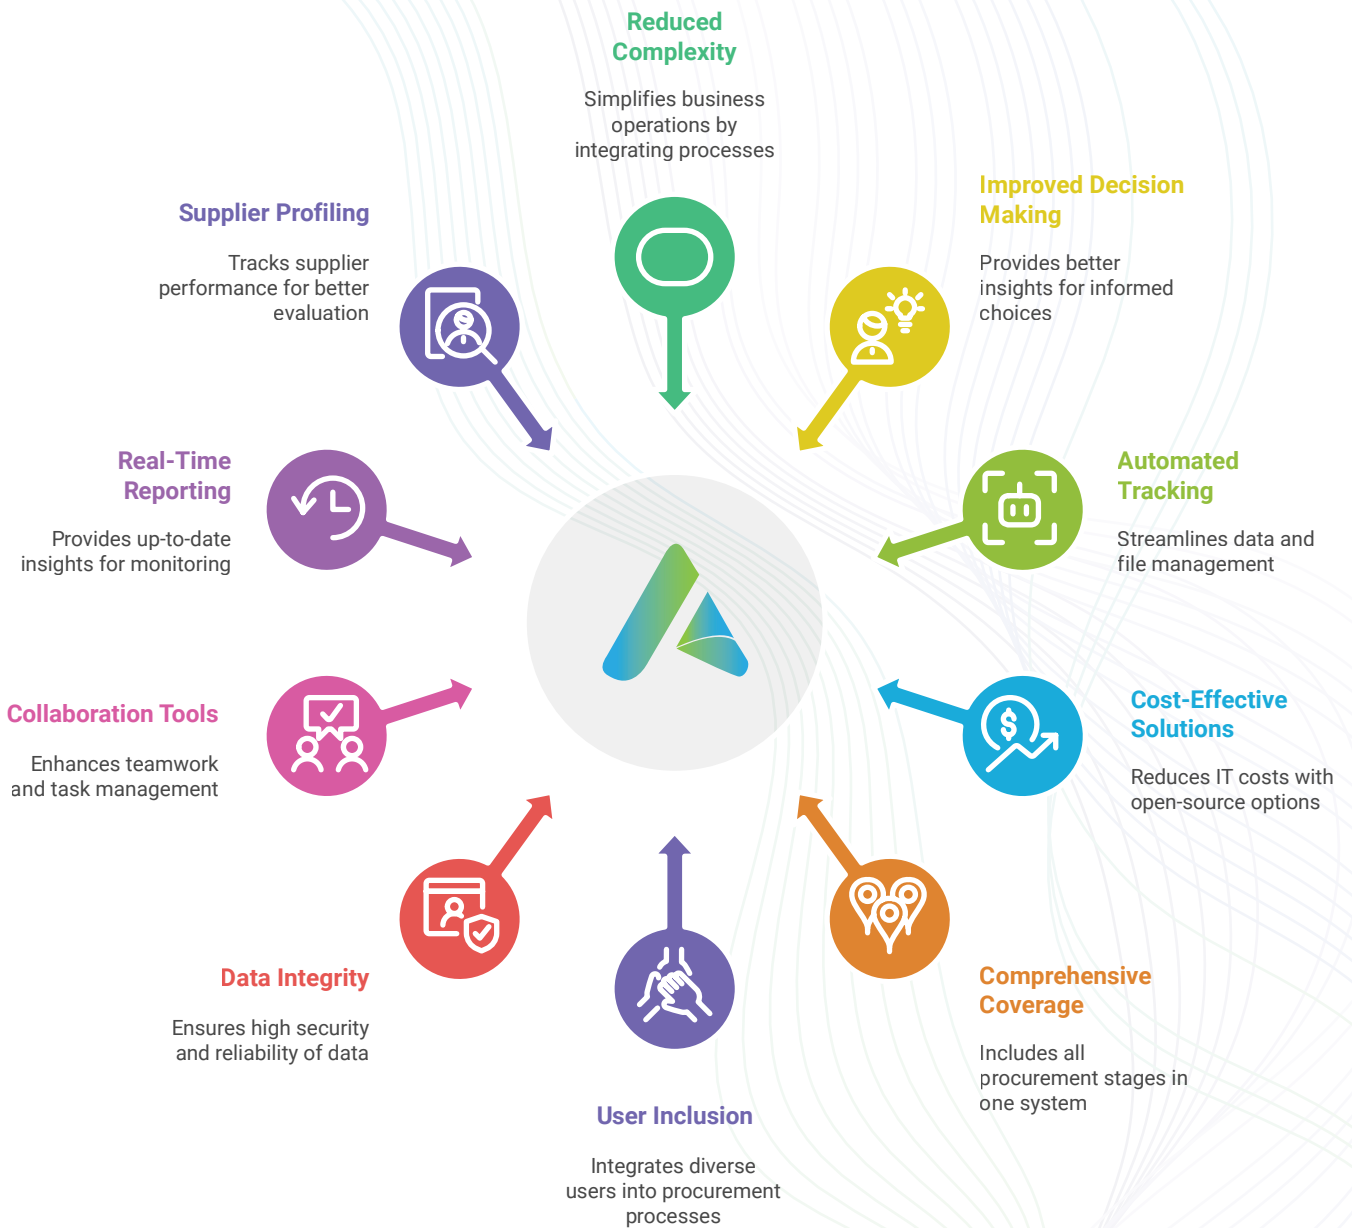 Reduced
Complexity
Simplifies business
operations by
integrating processes
Improved Decision
Making
Provides better
insights for informed
choices
Automated
Tracking
Streamlines data and
file management
Cost-Effective
Solutions
Reduces IT costs with
open-source options
Comprehensive
Coverage
Includes all
procurement stages in
one system
User Inclusion
Integrates diverse
users into procurement
processes
Data Integrity
Ensures high security
and reliability of data
Collaboration Tools
Enhances teamwork
and task management
Real-Time
Reporting
Provides up-to-date
insights for monitoring
Supplier Profiling
Tracks supplier
performance for better
evaluation
$